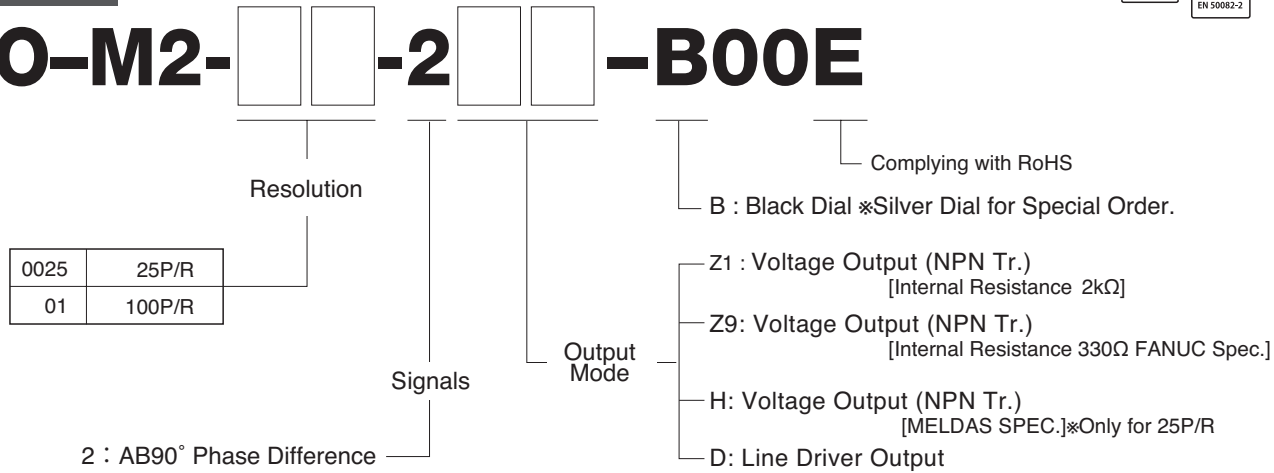 EN 50082-2
O–M2- -2 –B00E
Complying with RoHS
Resolution
B : Black Dial ※Silver Dial for Special Order.
0025 25P/R
01 100P/R
Z1 : Voltage Output (NPN Tr.)
[Internal Resistance 2kΩ]
Z9: Voltage Output (NPN Tr.)
[Internal Resistance 330Ω FANUC Spec.]
Output
Mode
Signals
H: Voltage Output (NPN Tr.)
[MELDAS SPEC.]※Only for 25P/R
2：AB90° Phase Difference
D: Line Driver Output